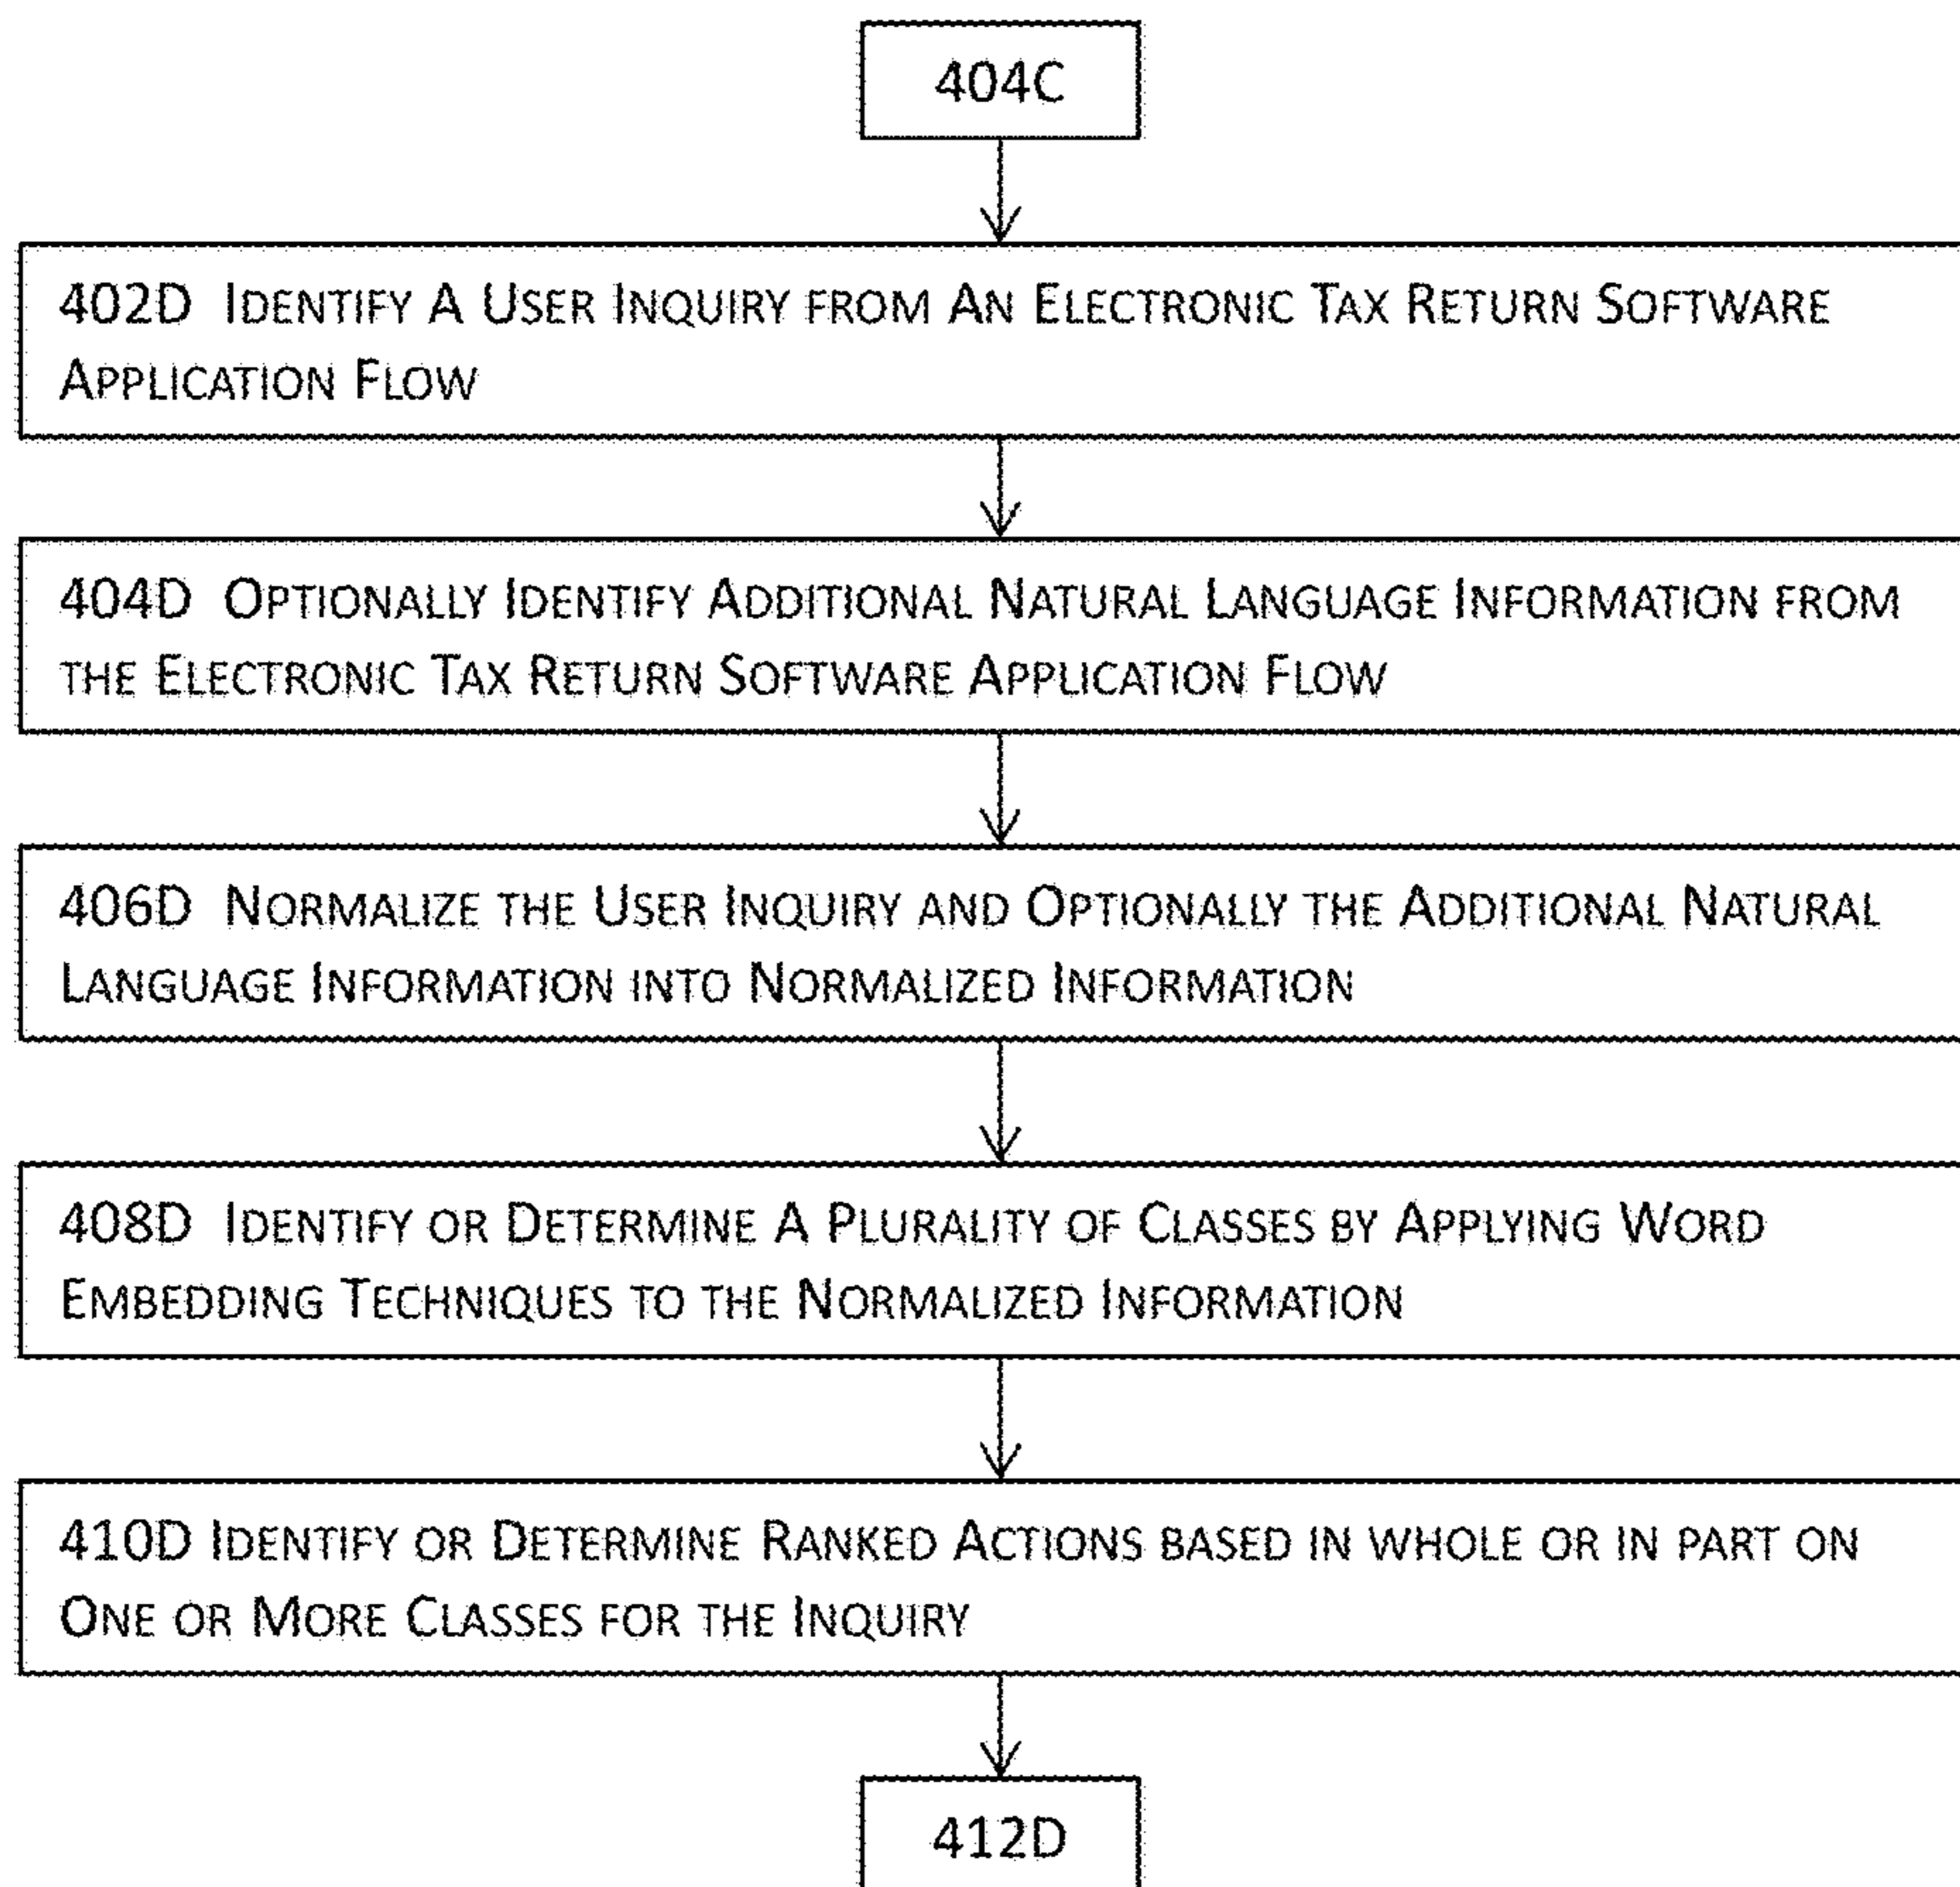 404C
402D IDENTIFY A USER INQUIRY FROM AN ELECTRONIC TAX RETURN SOFTWARE
APPLICATION FLOW
404D OPTIONALLY IDENTIFY ADDITIONAL NATURAL LANGUAGE INFORMATION FROM
THE ELECTRONIC TAX RETURN SOFTWARE APPLICATION FLOW
406D NORMALIZE THE USER INQUIRY AND OPTIONALLY THE ADDITIONAL NATURAL
LANGUAGE INFORMATION INTO NORMALIZED INFORMATION
408D IDENTIFY OR DETERMINE A PLURALITY OF CLASSES BY APPLYING WORD
EMBEDDING TECHNIQUES TO THE NORMALIZED INFORMATION
410D IDENTIFY OR DETERMINE RANKED ACTIONS BASED IN WHOLE OR IN PART ON
ONE OR MORE CLASSES FOR THE INQUIRY
412D